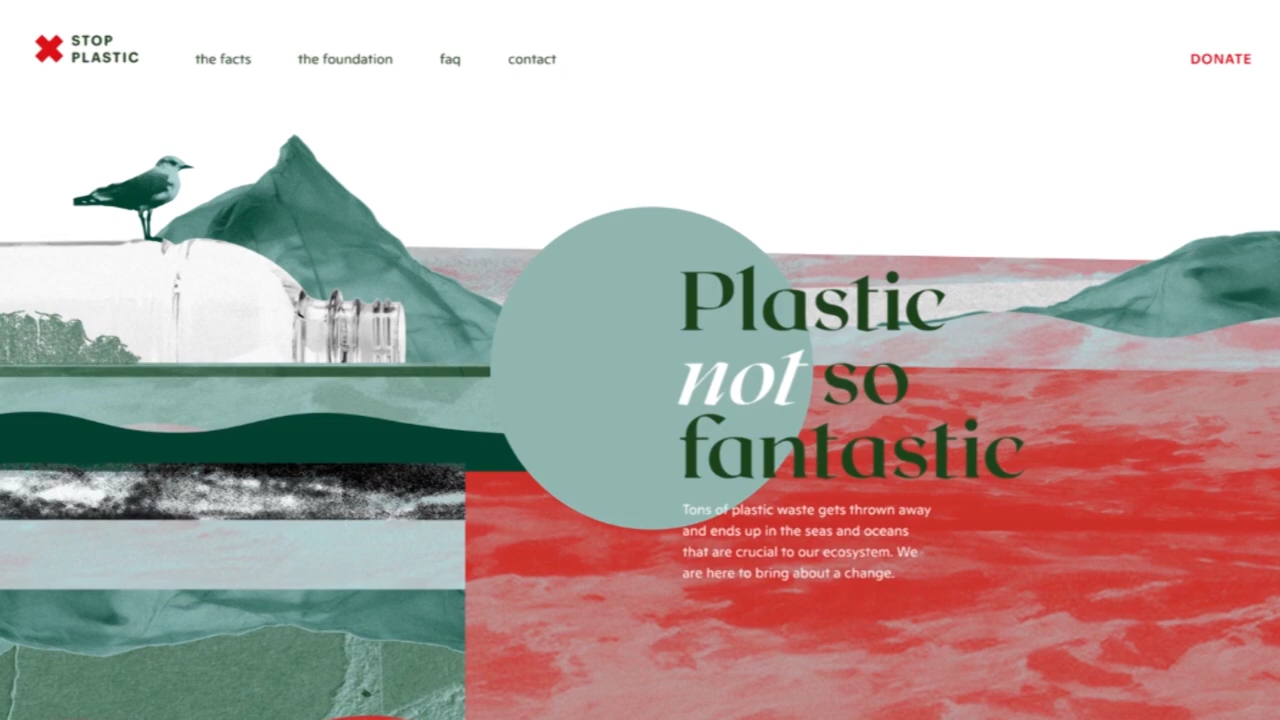 STOP
PLASTIC
the facts
the foundation
faq
contact
DONATE
Plastic
not so
fantastic
Tons of plastic waste gets thrown away
and ends up in the seas and oceans
that are crucial to our ecosystem. We
are here to bring about a change.